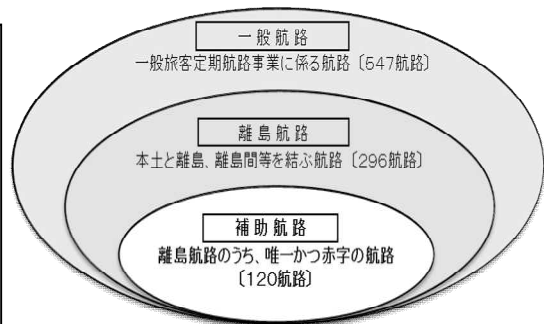 一般航路
一般旅客定期航路事業に係る航路〔547航路〕
離島航路
本土と離島、離島間等を結ぶ航路〔296航路〕
補助航路
離島航路のうち、唯一かつ赤字の航路
〔120航路〕